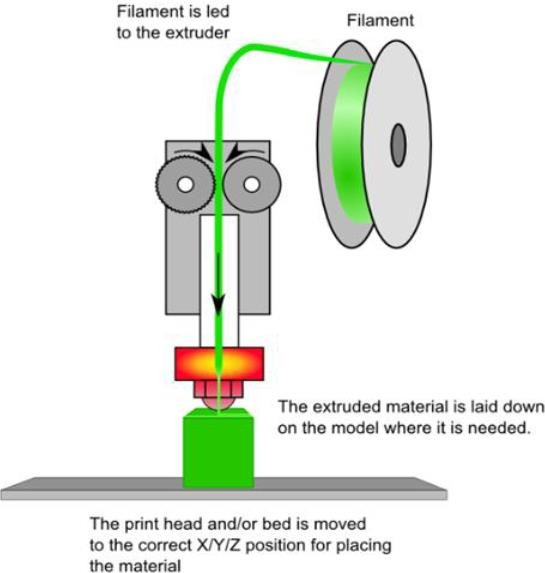 Filament is led
to the extruder
Filament
The extruded material is laid down
on the model where it is needed.
The print head and/or bed is moved
to the correct X/Y/Z position for placing
the material